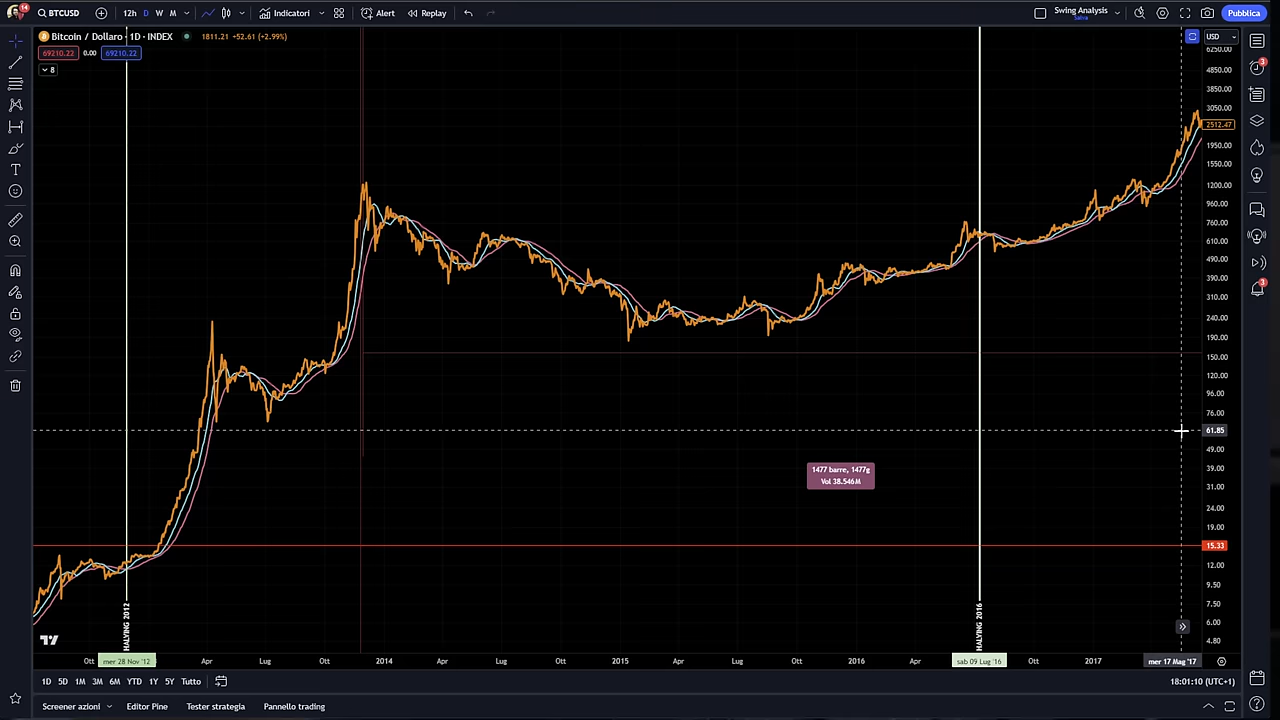 14
BTCUSD
12h D W M
Indicatori
Alert
Replay
Swing Analysis
Salva
Pubblica
Bitcoin / Dollaro · 1D · INDEX
1811.21 +52.61 (+2.99%)
69210.22 0.00 69210.22
8
USD
6250.00
4850.00
3850.00
3050.00
2512.47
1950.00
1550.00
1200.00
960.00
760.00
610.00
490.00
390.00
310.00
240.00
190.00
150.00
120.00
96.00
76.00
61.85
49.00
39.00
31.00
24.00
19.00
15.33
12.00
9.50
7.50
6.00
4.80
3
3
1477 barre, 1477g
Vol 38.546M
HALVING 2012
HALVING 2016
Ott mer 28 Nov '12 Apr Lug Ott 2014 Apr Lug Ott 2015 Apr Lug Ott 2016 Apr sab 09 Lug '16 Ott 2017 mer 17 Mag '17
1D 5D 1M 3M 6M YTD 1Y 5Y Tutto
18:01:10 (UTC+1)
Screener azioni Editor Pine Tester strategia Pannello trading